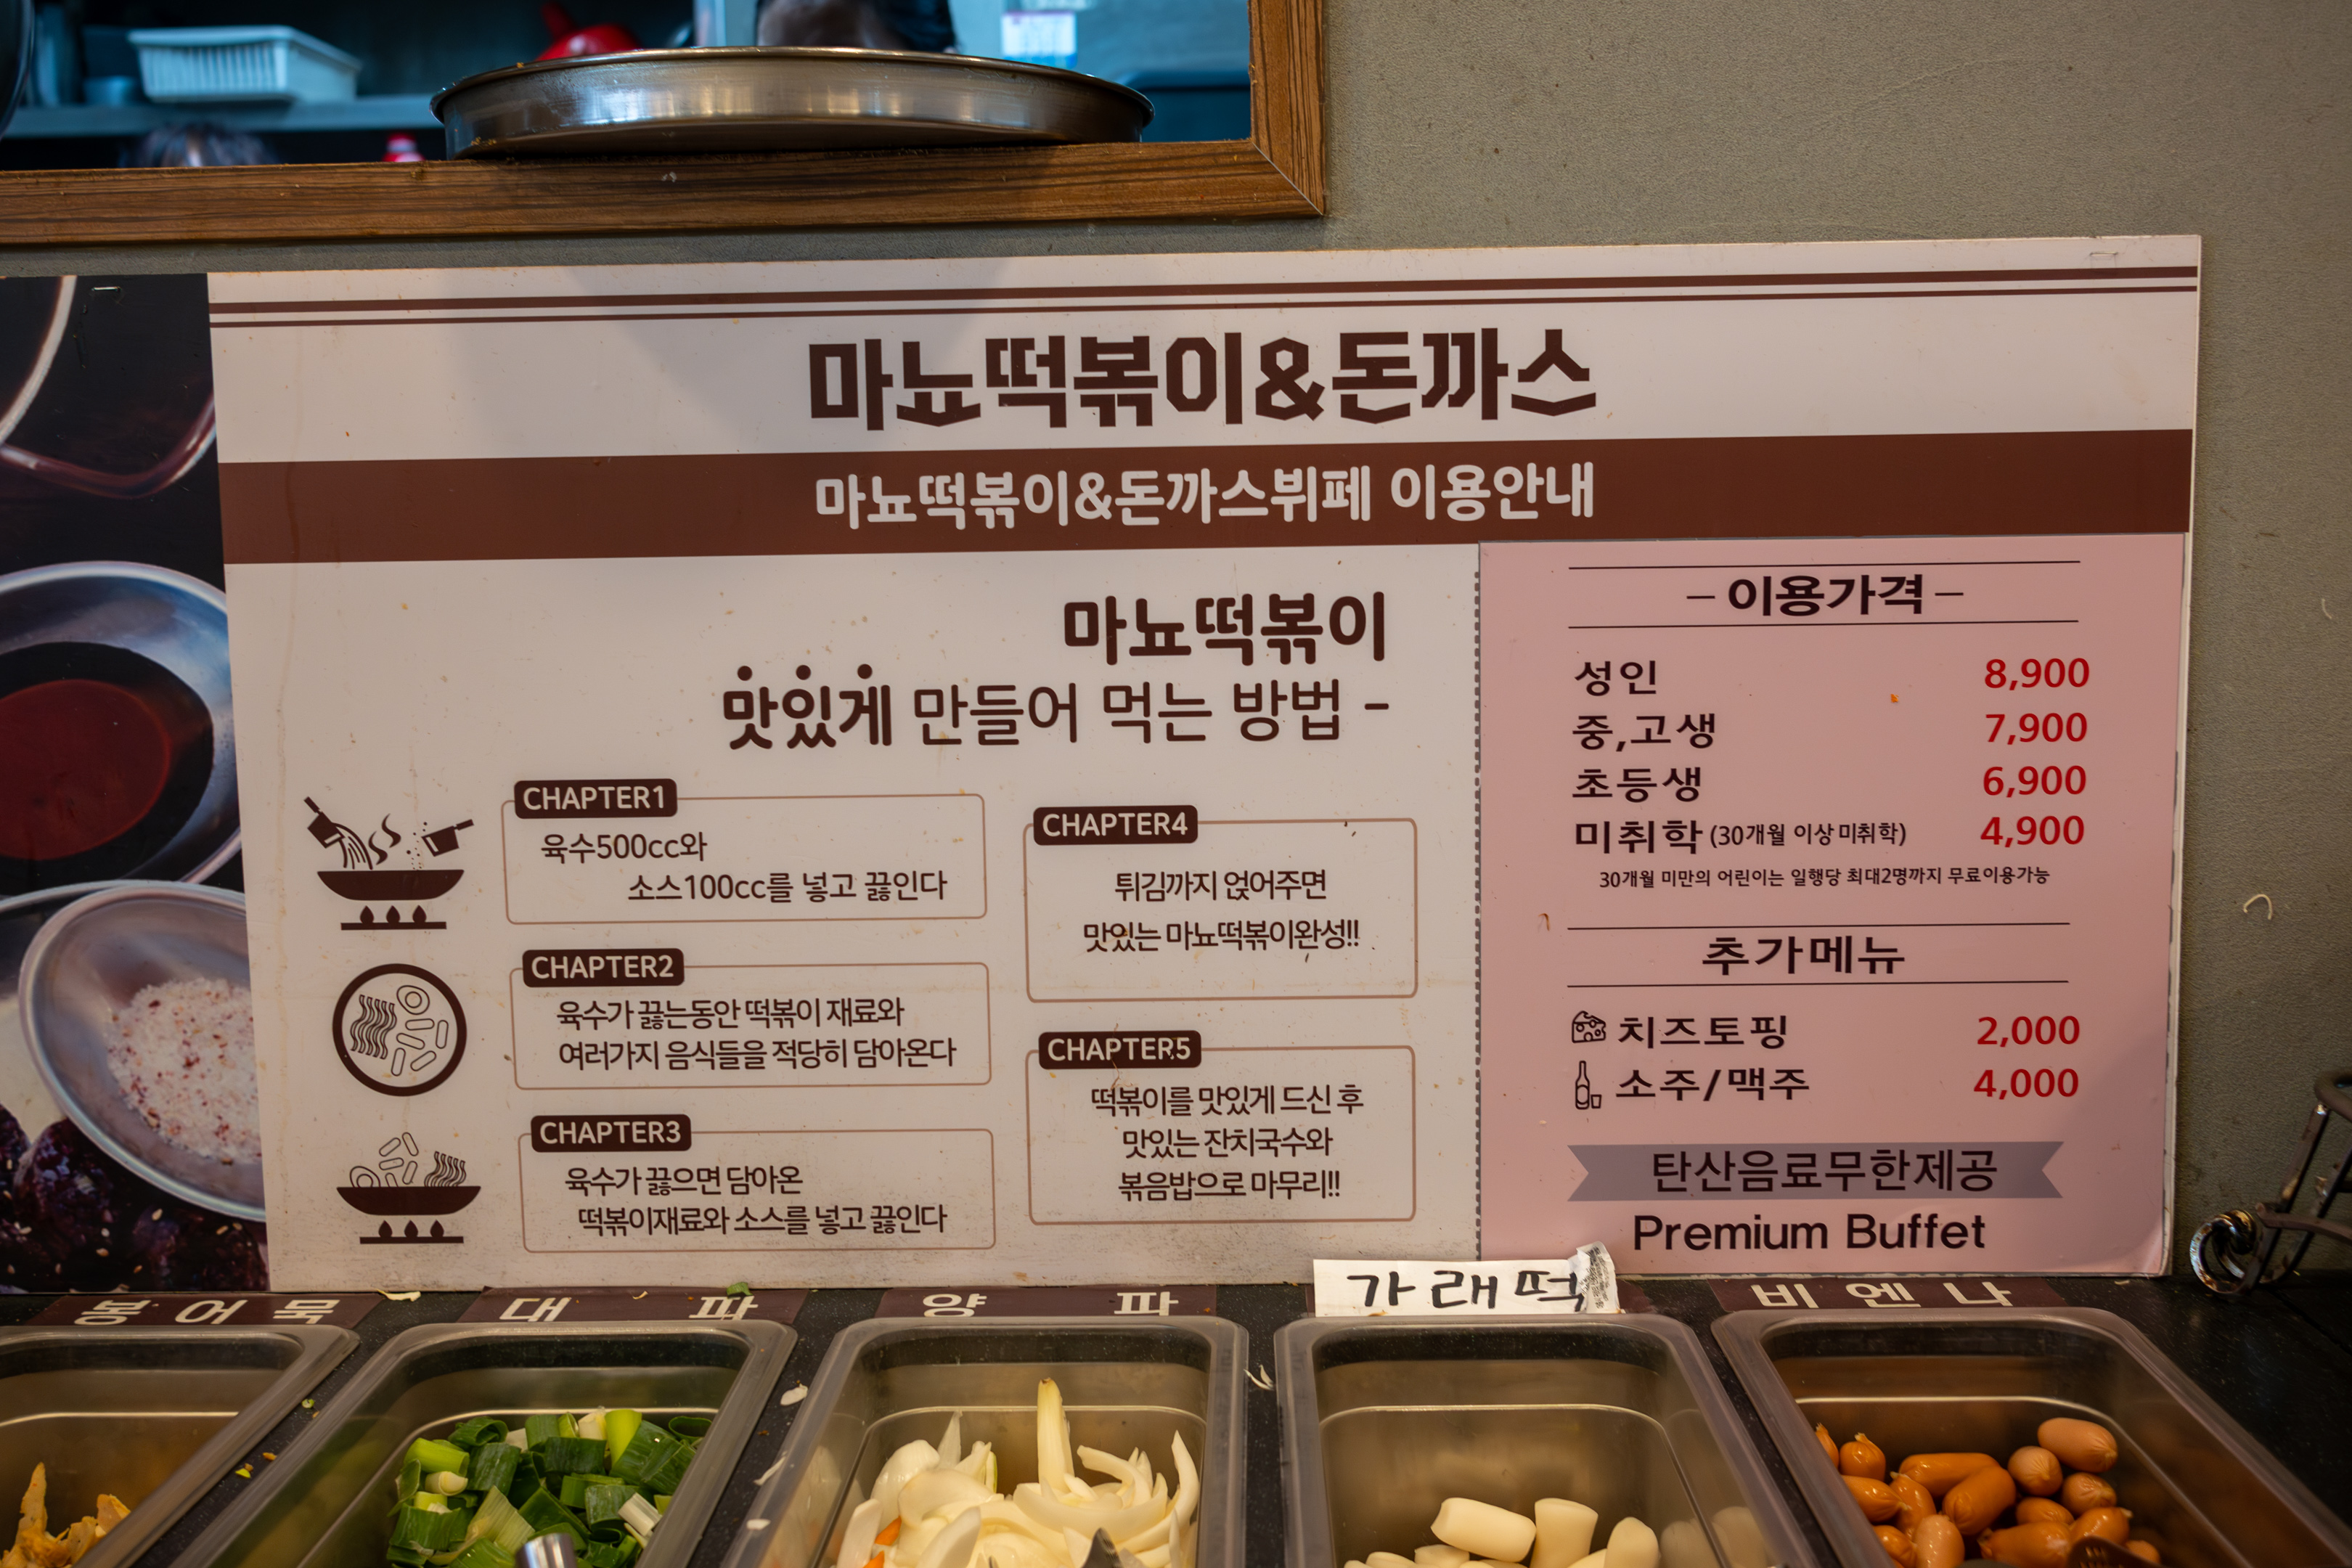 마뇨떡볶이&돈까스
마뇨떡볶이&돈까스뷔페 이용안내
마뇨떡볶이
맛있게 만들어 먹는 방법 -
CHAPTER1
육수500cc와
소스100cc를 넣고 끓인다
CHAPTER2
육수가 끓는동안 떡볶이 재료와
여러가지 음식들을 적당히 담아온다
CHAPTER3
육수가 끓으면 담아온
떡볶이재료와 소스를 넣고 끓인다
CHAPTER4
튀김까지 얹어주면
맛있는 마뇨떡볶이완성!!
CHAPTER5
떡볶이를 맛있게 드신 후
맛있는 잔치국수와
볶음밥으로 마무리!!
- 이용가격 -
성인 8,900
중,고생 7,900
초등생 6,900
미취학 (30개월 이상 미취학) 4,900
30개월 미만의 어린이는 일행당 최대2명까지 무료이용가능
추가메뉴
치즈토핑 2,000
소주/맥주 4,000
탄산음료무한제공
Premium Buffet
봉어묵
대 파
양 파
가래떡
비엔나